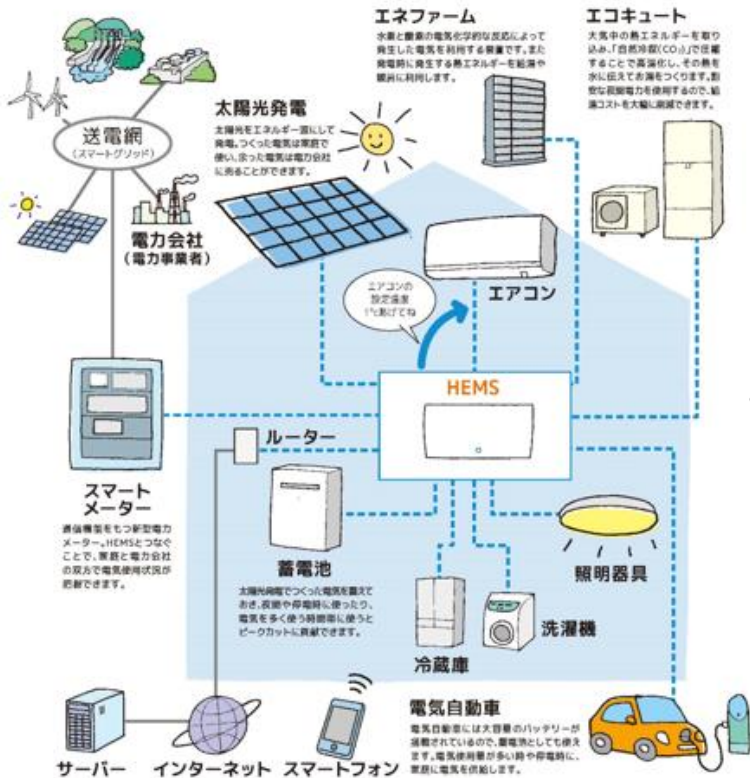 エネファーム
水素と酸素の電気化学的な反応によって
発生した電気を利用する装置です。また
発電時に発生する熱エネルギーを給湯や
暖房に利用します。
エコキュート
大気中の熱エネルギーを取り
込み、「自然冷媒(CO₂)」で圧縮
することで高温化し、その熱を
水に伝えてお湯をつくります。割
安な夜間電力を使用するので、給
湯コストを大幅に削減できます。
送電網
(スマートグリッド)
太陽光発電
太陽光をエネルギー源にして
発電。つくった電気は家庭で
使い、余った電気は電力会社
に売ることができます。
電力会社
(電力事業者)
エアコンの
設定温度
1℃あげてね
エアコン
HEMS
ルーター
スマート
メーター
通信機能をもつ新型電力
メーター。HEMSとつなぐ
ことで、家庭と電力会社
の双方で電気使用状況が
把握できます。
蓄電池
太陽光発電でつくった電気を蓄えて
おき、夜間や停電時に使ったり、
電気を多く使う時間帯に使うと
ピークカットに貢献できます。
照明器具
冷蔵庫
洗濯機
サーバー
インターネット
スマートフォン
電気自動車
電気自動車には大容量のバッテリーが
搭載されているので、蓄電池としても使え
ます。電気使用量が多い時や停電時に、
家庭に電気を供給します。